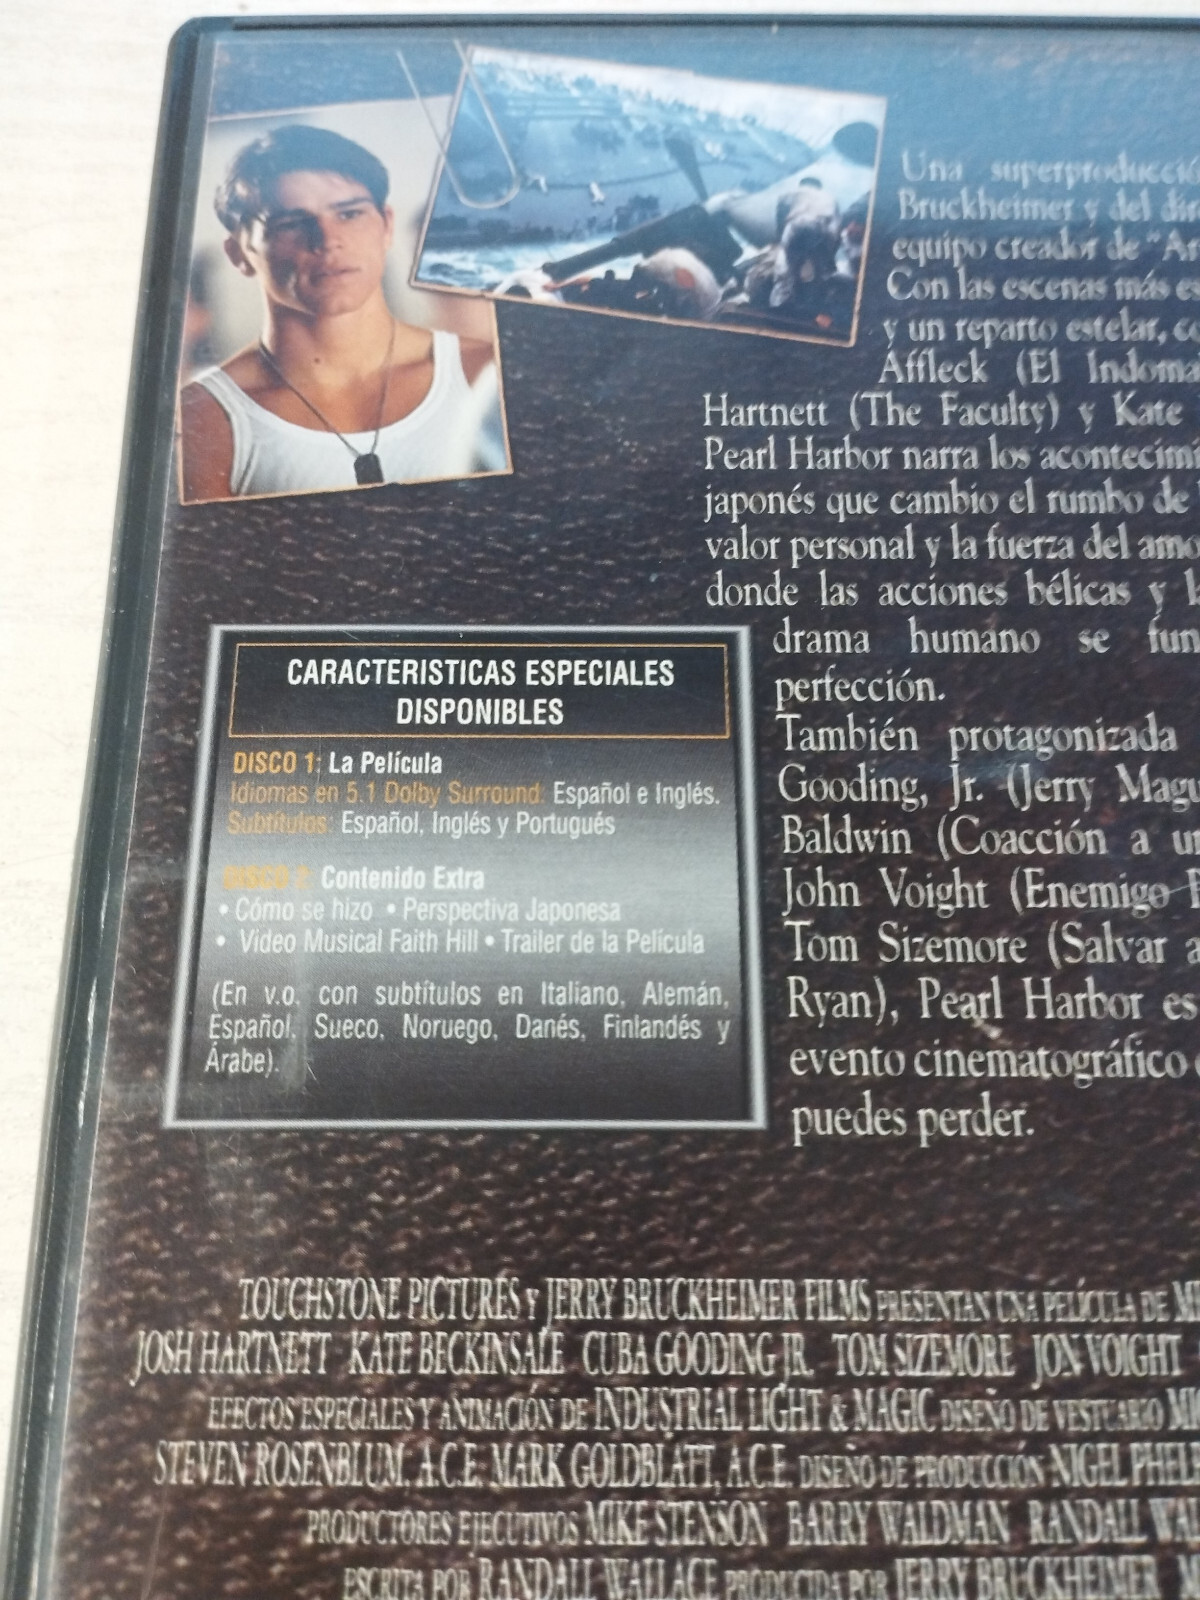 Una superproducció
Bruckheimer y del dir
equipo creador de "Ar
Con las escenas más es
y un reparto estelar, co
Affleck (El Indoma
Hartnett (The Faculty) y Kate
Pearl Harbor narra los acontecimi
japonés que cambio el rumbo de
valor personal y la fuerza del amo
donde las acciones bélicas y l
drama humano se fun
perfección.
También protagonizada
Gooding, Jr. (Jerry Magu
Baldwin (Coacción a u
John Voight (Enemigo P
Tom Sizemore (Salvar a
Ryan), Pearl Harbor es
evento cinematográfico
puedes perder.
CARACTERISTICAS ESPECIALES
DISPONIBLES
DISCO 1: La Película
Idiomas en 5.1 Dolby Surround: Español e Inglés.
Subtítulos: Español, Inglés y Portugués
DISCO 2: Contenido Extra
• Cómo se hizo • Perspectiva Japonesa
• Vídeo Musical Faith Hill • Trailer de la Película
(En v.o. con subtítulos en Italiano, Alemán,
Español, Sueco, Noruego, Danés, Finlandés y
Árabe).
TOUCHSTONE PICTURES y JERRY BRUCKHEIMER FILMS PRESENTAN UNA PELÍCULA DE
JOSH HARTNETT KATE BECKINSALE CUBA GOODING JR. TOM SIZEMORE JON VOIGHT
EFECTOS ESPECIALES Y ANIMACIÓN DE INDUSTRIAL LIGHT & MAGIC DISEÑO DE VESTUARIO MI
STEVEN ROSENBLUM, A.C.E. MARK GOLDBLATT, A.C.E. DISEÑO DE PRODUCCIÓN NIGEL PHEL
PRODUCTORES EJECUTIVOS MIKE STENSON BARRY WALDMAN RANDALL WA
ESCRITA POR RANDALL WALLACE PRODUCIDA POR JERRY BRUCKHEIMER